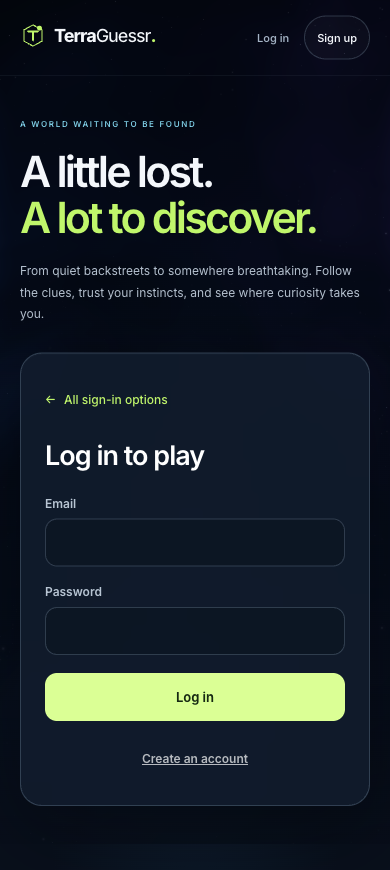 TerraGuessr.
Log in
Sign up
A WORLD WAITING TO BE FOUND
A little lost.
A lot to discover.
From quiet backstreets to somewhere breathtaking. Follow
the clues, trust your instincts, and see where curiosity takes
you.
← All sign-in options
Log in to play
Email
Password
Log in
Create an account